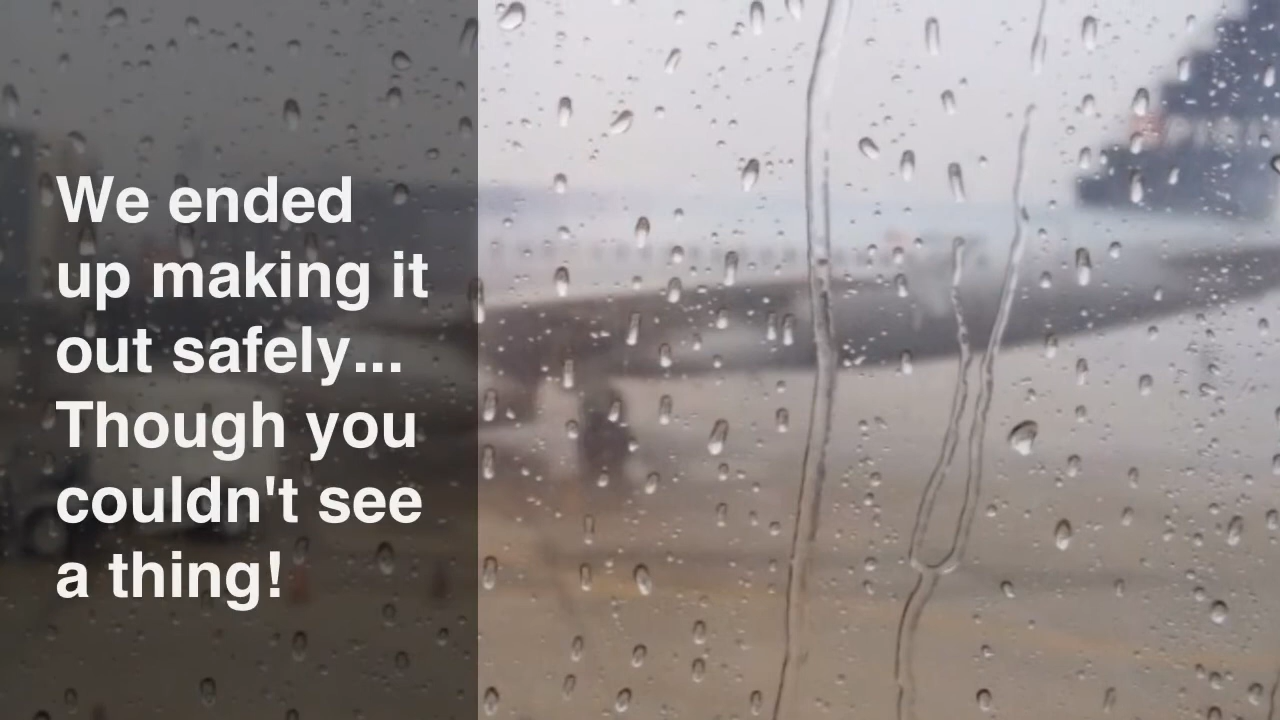 We ended
up making it
out safely...
Though you
couldn't see
a thing!